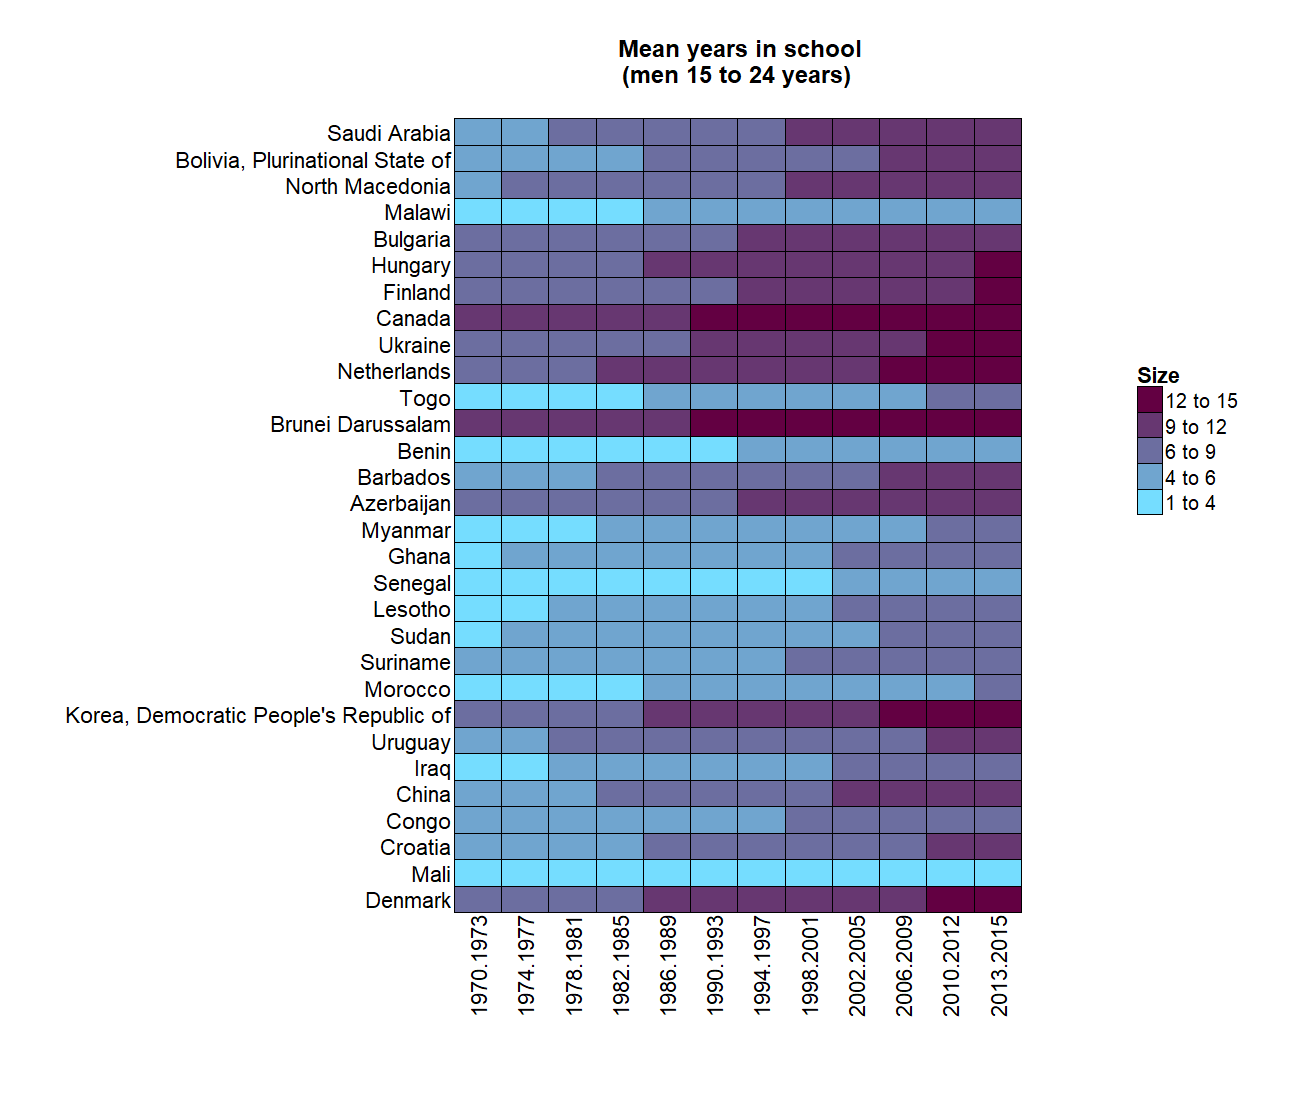 Mean years in school
(men 15 to 24 years)
Saudi Arabia
Bolivia, Plurinational State of
North Macedonia
Malawi
Bulgaria
Hungary
Finland
Canada
Ukraine
Netherlands
Togo
Brunei Darussalam
Benin
Barbados
Azerbaijan
Myanmar
Ghana
Senegal
Lesotho
Sudan
Suriname
Morocco
Korea, Democratic People's Republic of
Uruguay
Iraq
China
Congo
Croatia
Mali
Denmark
1970.1973
1974.1977
1978.1981
1982.1985
1986.1989
1990.1993
1994.1997
1998.2001
2002.2005
2006.2009
2010.2012
2013.2015
Size
12 to 15
9 to 12
6 to 9
4 to 6
1 to 4